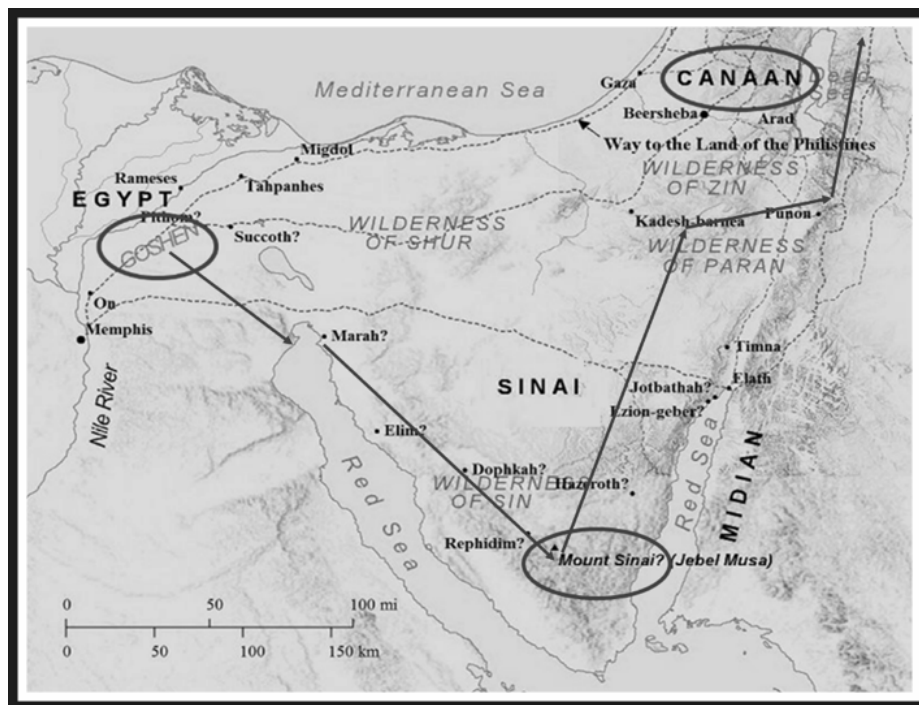 Mediterranean Sea
Gaza
CANAAN
Dead
Sea
Beersheba
Arad
Way to the Land of the Philistines
Migdol
WILDERNESS
OF ZIN
Rameses
Tahpanhes
EGYPT
Pithom?
GOSHEN
Succoth?
WILDERNESS
OF SHUR
Kadesh-barnea
Punon
WILDERNESS
OF PARAN
On
Memphis
Marah?
Timna
SINAI
Jotbathah?
Elath
Ezion-geber?
Nile River
Elim?
Red Sea
Dophkah?
WILDERNESS
OF SIN
Hazeroth?
Red Sea
MIDIAN
Rephidim?
Mount Sinai? (Jebel Musa)
0 50 100 mi
0 50 100 150 km